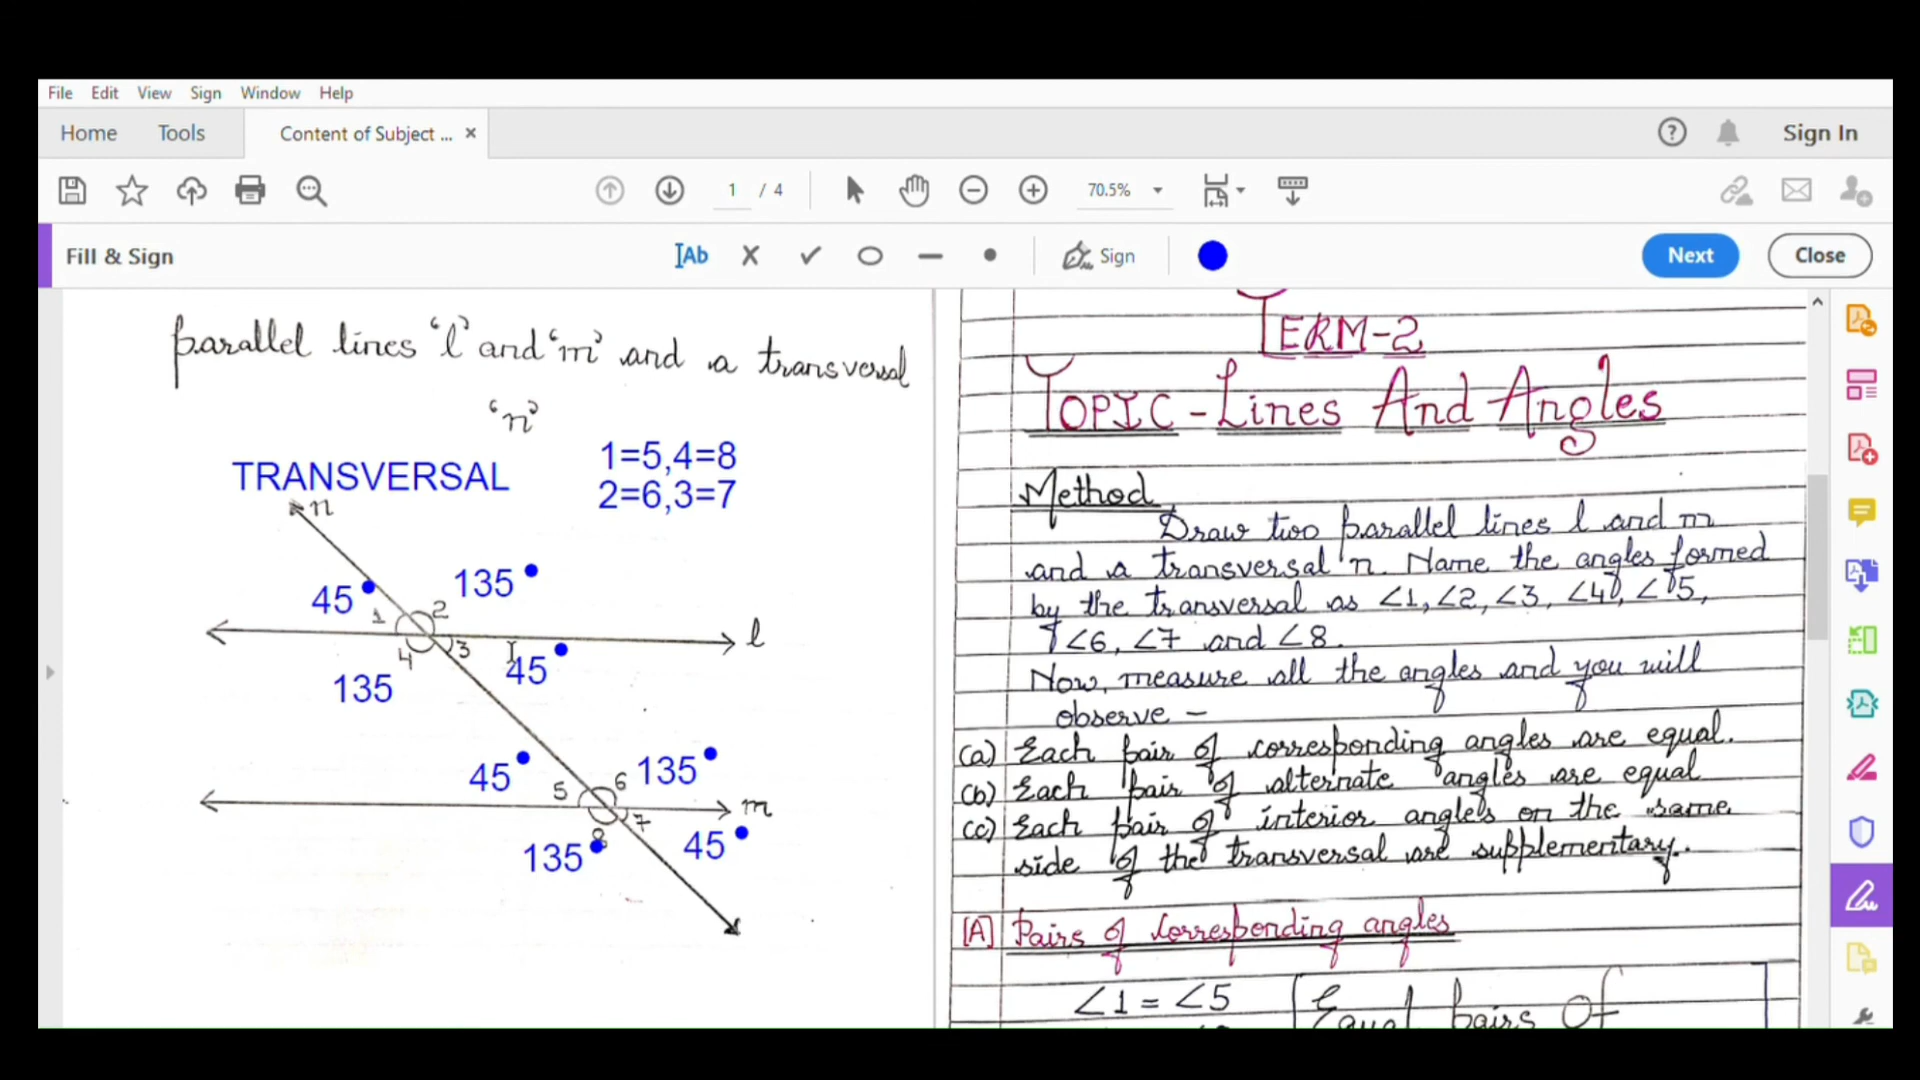 File Edit View Sign Window Help
Home Tools Content of Subject ... × Sign In
1 / 4 70.5%
Fill & Sign Ab Sign Next Close
parallel lines 'l' and 'm' and a transversal
'n'
TRANSVERSAL
1=5,4=8
2=6,3=7
n
45 135
1 2
l
4 3
135 45
45 135
5 6
m
8 7
135 45
TERM-2
TOPIC - Lines And Angles
Method
Draw two parallel lines l and m
and a transversal n. Name the angles formed
by the transversal as ∠1, ∠2, ∠3, ∠4, ∠5,
∠6, ∠7 and ∠8.
Now, measure all the angles and you will
observe -
(a) Each pair of corresponding angles are equal.
(b) Each pair of alternate angles are equal
(c) Each pair of interior angles on the same
side of the transversal are supplementary.
[A] Pairs of Corresponding angles
∠1 = ∠5
Equal pairs Of